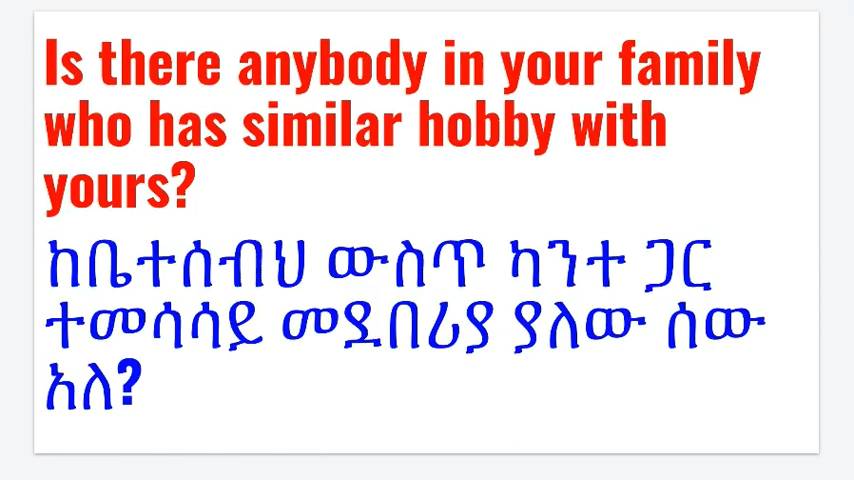 Is there anybody in your family
who has similar hobby with
yours?
ከቤተሰብህ ውስጥ ካንተ ጋር
ተመሳሳይ መዴበሪያ ያለው ሰው
አለ?